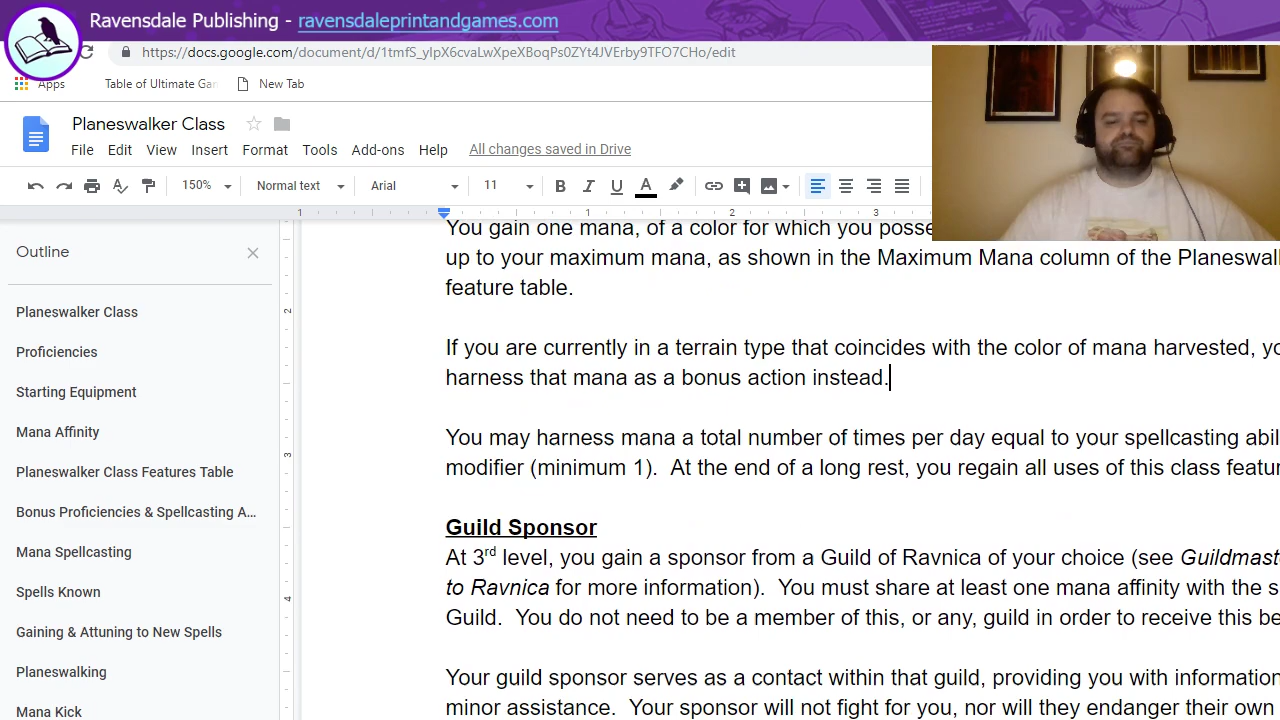 Ravensdale Publishing - ravensdaleprintandgames.com
https://docs.google.com/document/d/1tmfS_ylpX6cvaLwXpeXBoqPs0ZYt4JVErby9TFO7CHo/edit
Apps Table of Ultimate Gar New Tab
Planeswalker Class
File Edit View Insert Format Tools Add-ons Help All changes saved in Drive
150% Normal text Arial 11 B I U A
1 1 2 3
Outline
Planeswalker Class
Proficiencies
Starting Equipment
Mana Affinity
Planeswalker Class Features Table
Bonus Proficiencies & Spellcasting A...
Mana Spellcasting
Spells Known
Gaining & Attuning to New Spells
Planeswalking
Mana Kick
2
3
4
You gain one mana, of a color for which you posse
up to your maximum mana, as shown in the Maximum Mana column of the Planeswall
feature table.
If you are currently in a terrain type that coincides with the color of mana harvested, yo
harness that mana as a bonus action instead.
You may harness mana a total number of times per day equal to your spellcasting abil
modifier (minimum 1). At the end of a long rest, you regain all uses of this class featu
Guild Sponsor
At 3rd level, you gain a sponsor from a Guild of Ravnica of your choice (see Guildmast
to Ravnica for more information). You must share at least one mana affinity with the s
Guild. You do not need to be a member of this, or any, guild in order to receive this be
Your guild sponsor serves as a contact within that guild, providing you with information
minor assistance. Your sponsor will not fight for you, nor will they endanger their own